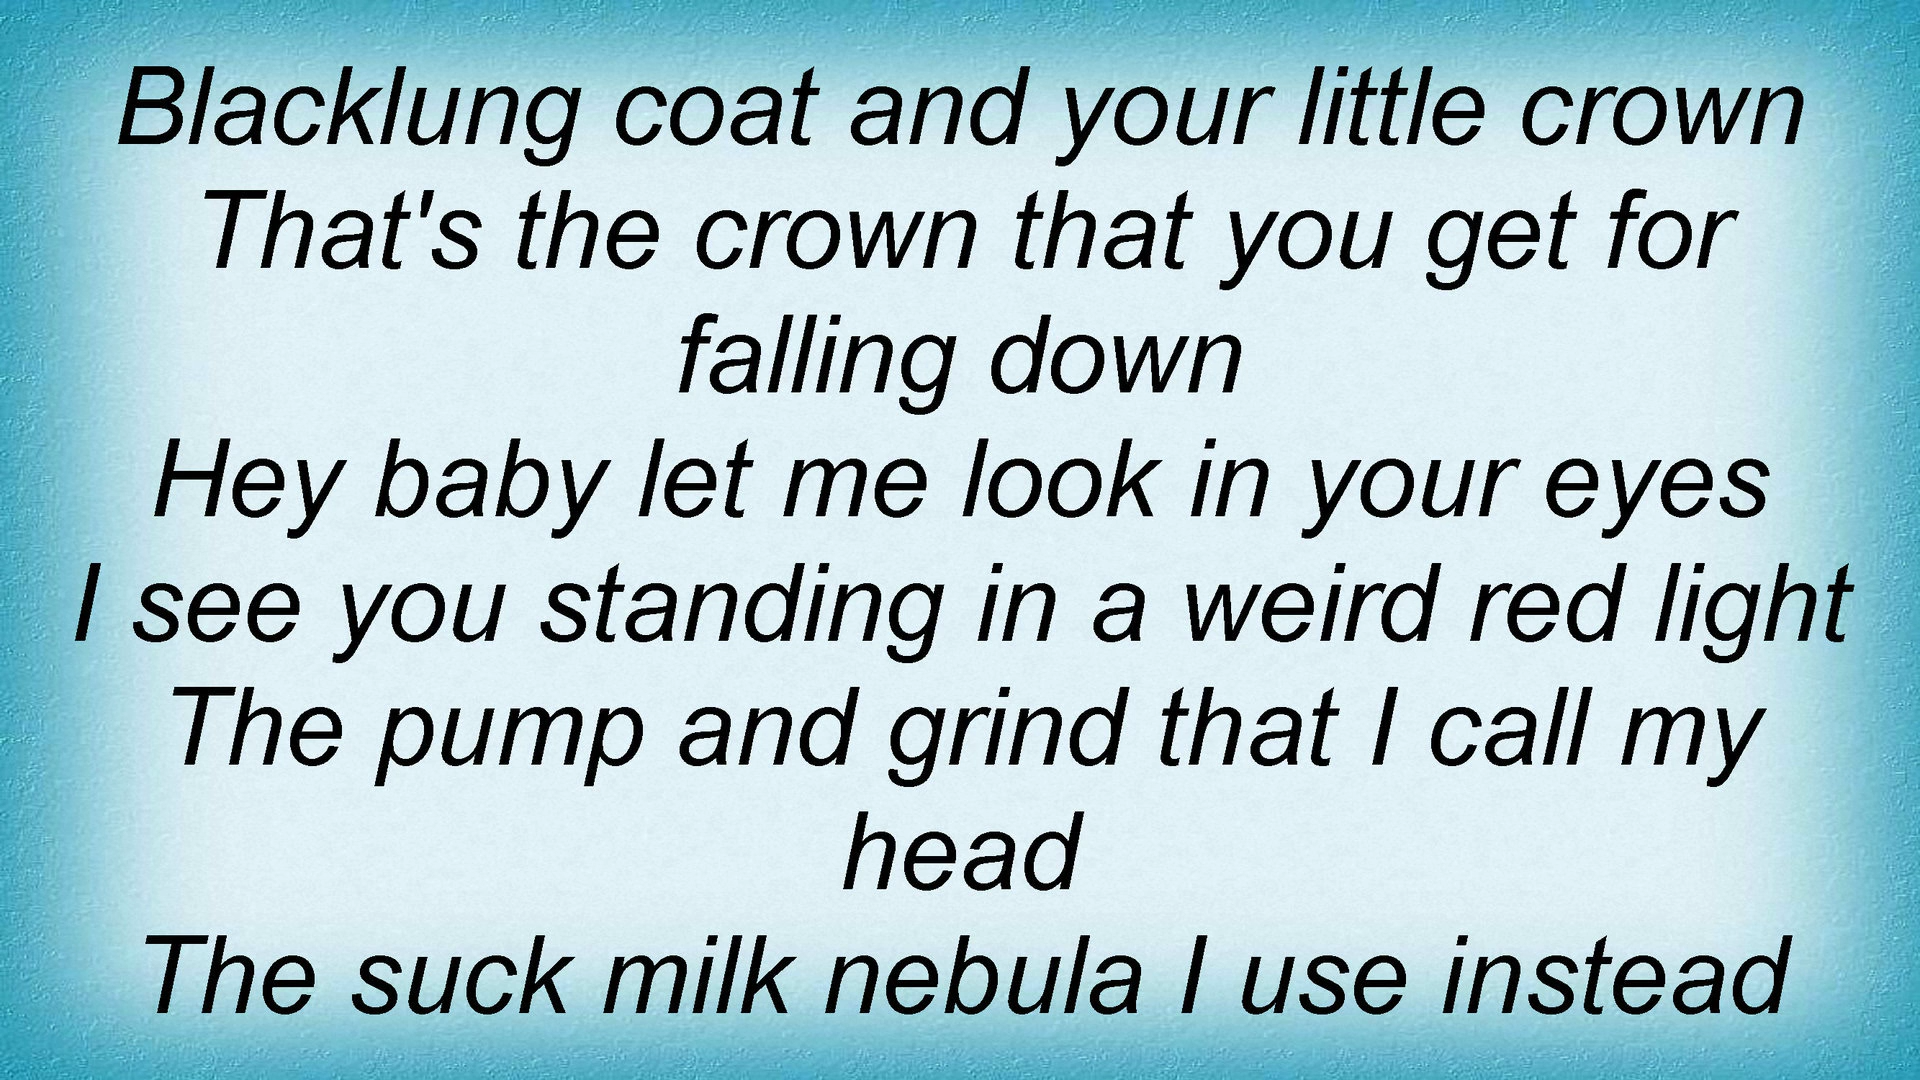 Blacklung coat and your little crown
That's the crown that you get for
falling down
Hey baby let me look in your eyes
I see you standing in a weird red light
The pump and grind that I call my
head
The suck milk nebula I use instead